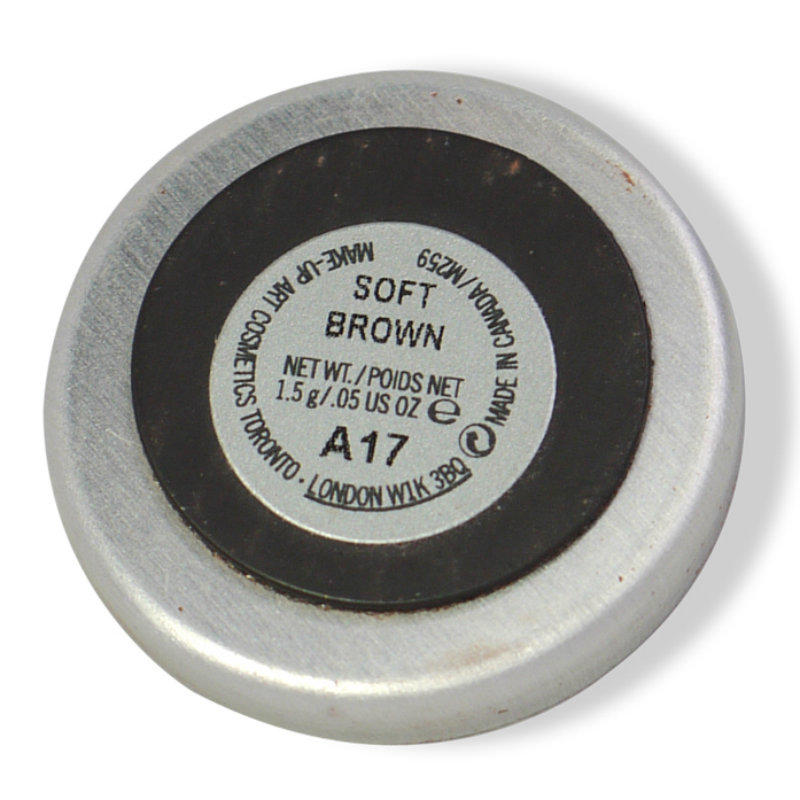 SOFT
BROWN
NET WT./POIDS NET
1.5 g/.05 US OZ e
A17
MAKE-UP ART COSMETICS TORONTO · LONDON W1K 3BQ
MADE IN CANADA/M259